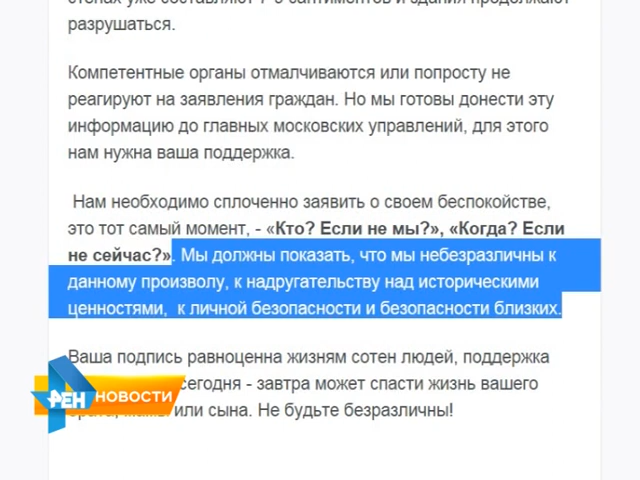 разрушаться.
Компетентные органы отмалчиваются или попросту не
реагируют на заявления граждан. Но мы готовы донести эту
информацию до главных московских управлений, для этого
нам нужна ваша поддержка.
Нам необходимо сплоченно заявить о своем беспокойстве,
это тот самый момент, - «Кто? Если не мы?», «Когда? Если
не сейчас?». Мы должны показать, что мы небезразличны к
данному произволу, к надругательству над историческими
ценностями, к личной безопасности и безопасности близких.
Ваша подпись равноценна жизням сотен людей, поддержка
сегодня - завтра может спасти жизнь вашего
или сына. Не будьте безразличны!
РЕН НОВОСТИ